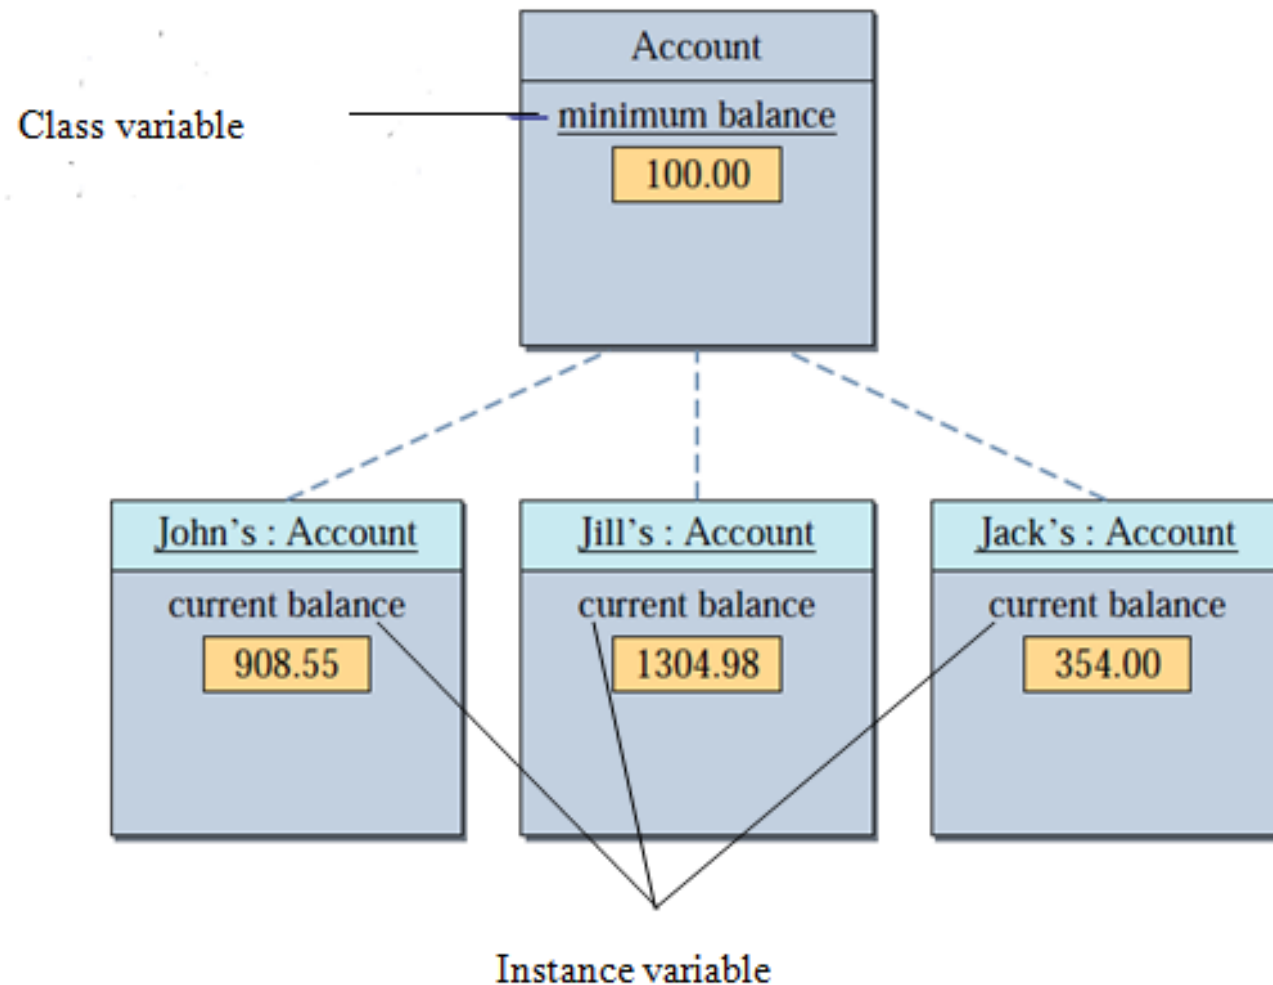 Account
Class variable
minimum balance
100.00
John's : Account
Jill's : Account
Jack's : Account
current balance
current balance
current balance
908.55
1304.98
354.00
Instance variable